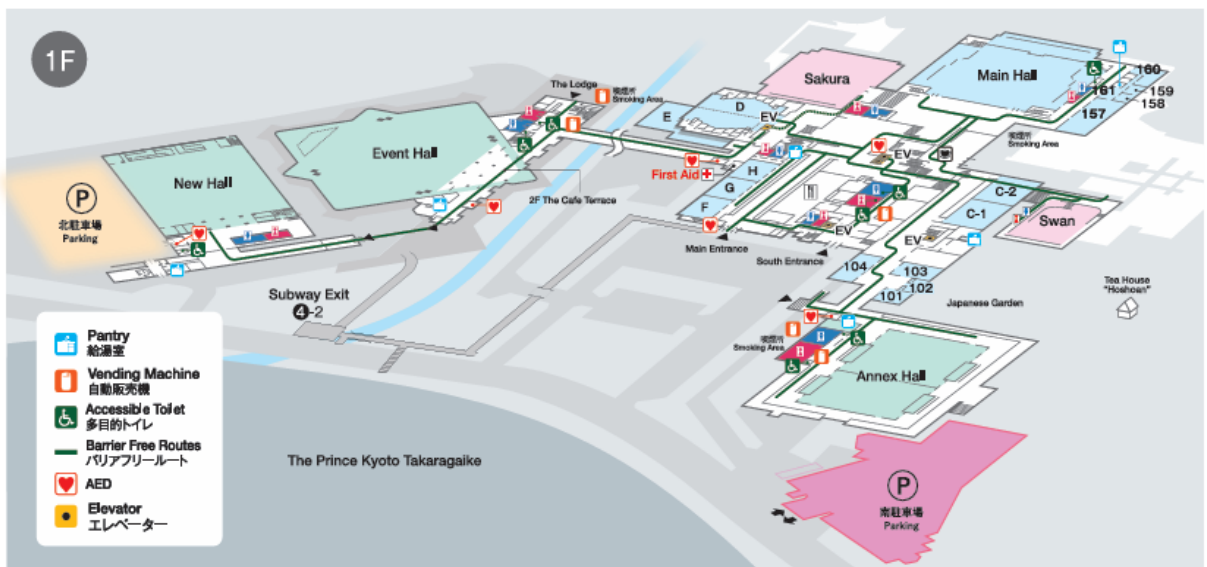 1F
The Lodge
喫煙所
Smoking Area
Sakura
Main Hall
160
161
159
158
157
D
E
EV
喫煙所
Smoking Area
Event Hall
New Hall
EV
First Aid
H
G
F
C-2
C-1
Swan
2F The Cafe Terrace
P
北駐車場
Parking
Main Entrance
EV
EV
South Entrance
104
103
102
101
Japanese Garden
Tea House
"Hoshoan"
Subway Exit
4-2
喫煙所
Smoking Area
Annex Hall
Pantry
給湯室
Vending Machine
自動販売機
Accessible Toilet
多目的トイレ
Barrier Free Routes
バリアフリールート
AED
Elevator
エレベーター
The Prince Kyoto Takaragaike
P
南駐車場
Parking